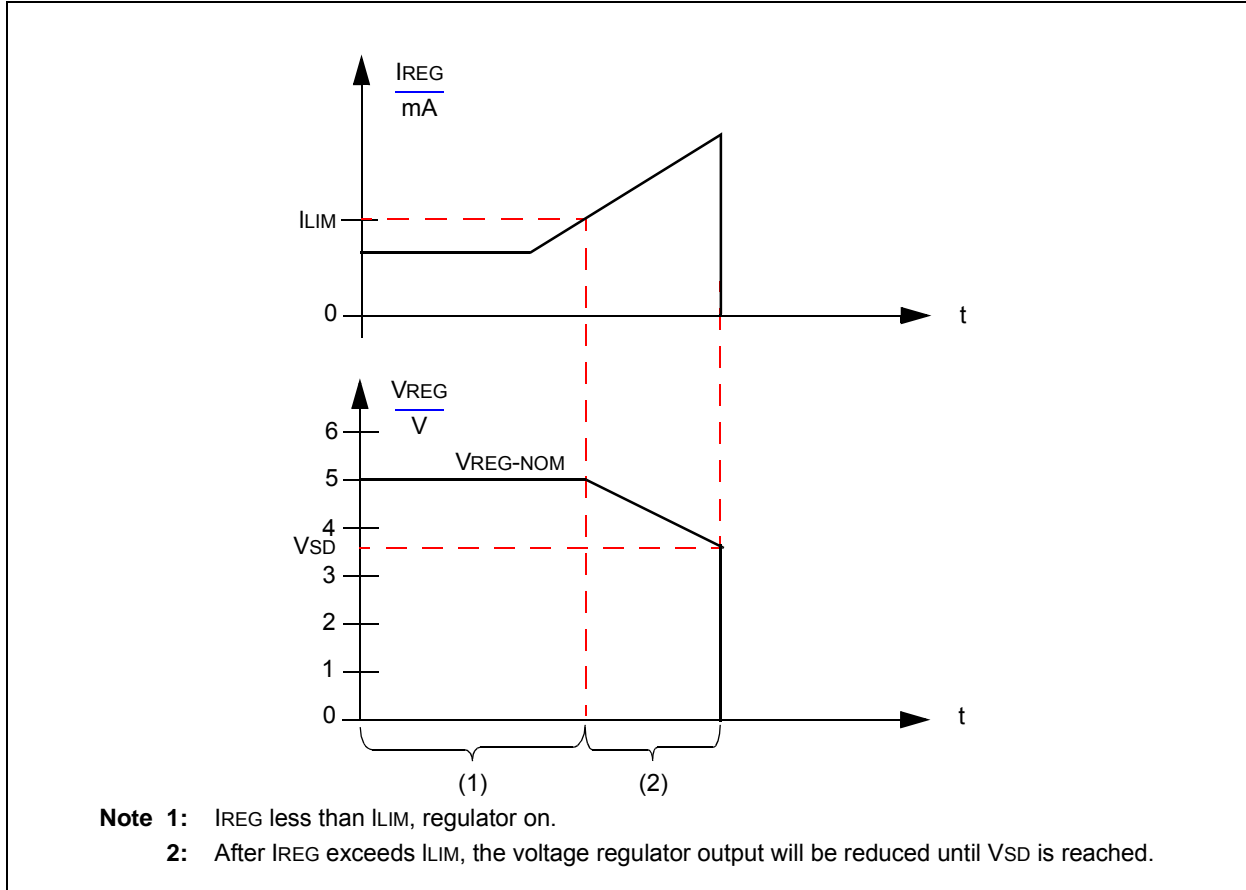 IREG
mA
ILIM
0
t
VREG
V
6
VREG-NOM
5
4
VSD
3
2
1
0
t
(1)
(2)
Note 1: IREG less than ILIM, regulator on.
2: After IREG exceeds ILIM, the voltage regulator output will be reduced until VSD is reached.